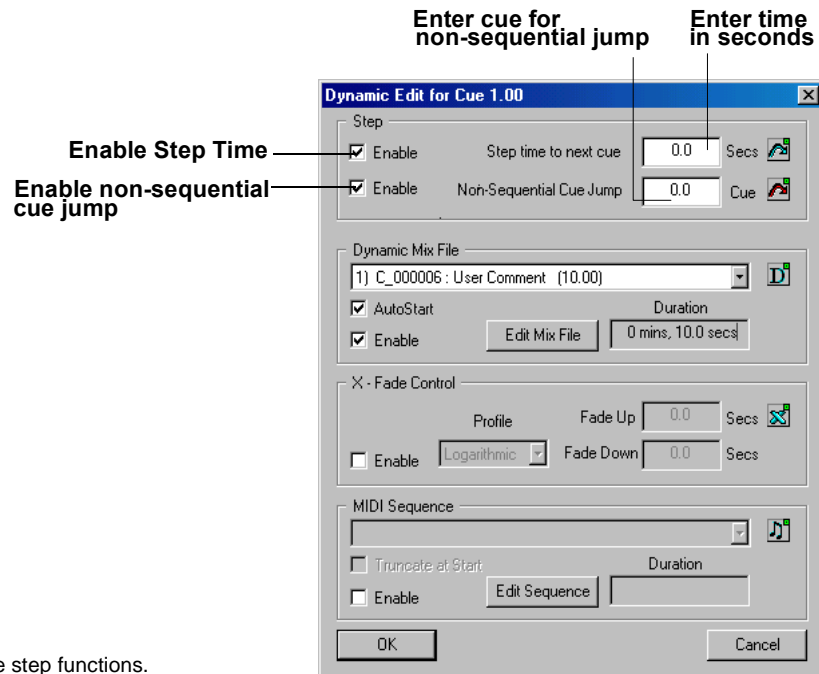 Enter cue for
non-sequential jump
Enter time
in seconds
Dynamic Edit for Cue 1.00
Step
Enable Step Time
Enable Step time to next cue 0.0 Secs
Enable non-sequential
cue jump
Enable Non-Sequential Cue Jump 0.0 Cue
Dynamic Mix File
1) C_000006 : User Comment (10.00)
D
AutoStart
Duration
Enable Edit Mix File 0 mins, 10.0 secs
X - Fade Control
Profile Fade Up 0.0 Secs
Enable Logarithmic Fade Down 0.0 Secs
MIDI Sequence
Truncate at Start Duration
Enable Edit Sequence
OK Cancel
step functions.